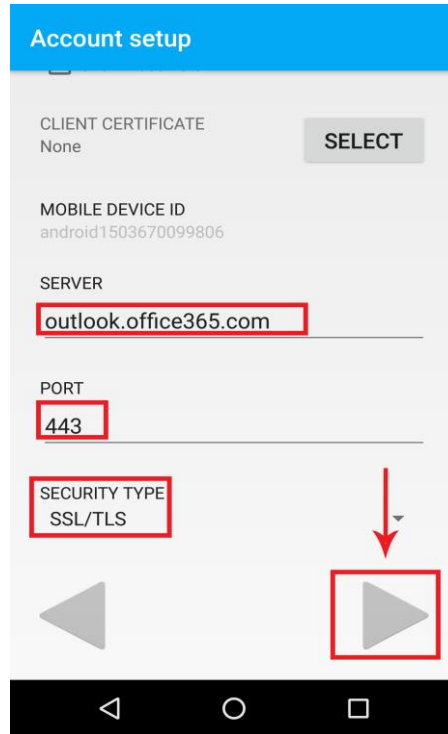 Account setup
CLIENT CERTIFICATE
None
SELECT
MOBILE DEVICE ID
android1503670099806
SERVER
outlook.office365.com
PORT
443
SECURITY TYPE
SSL/TLS